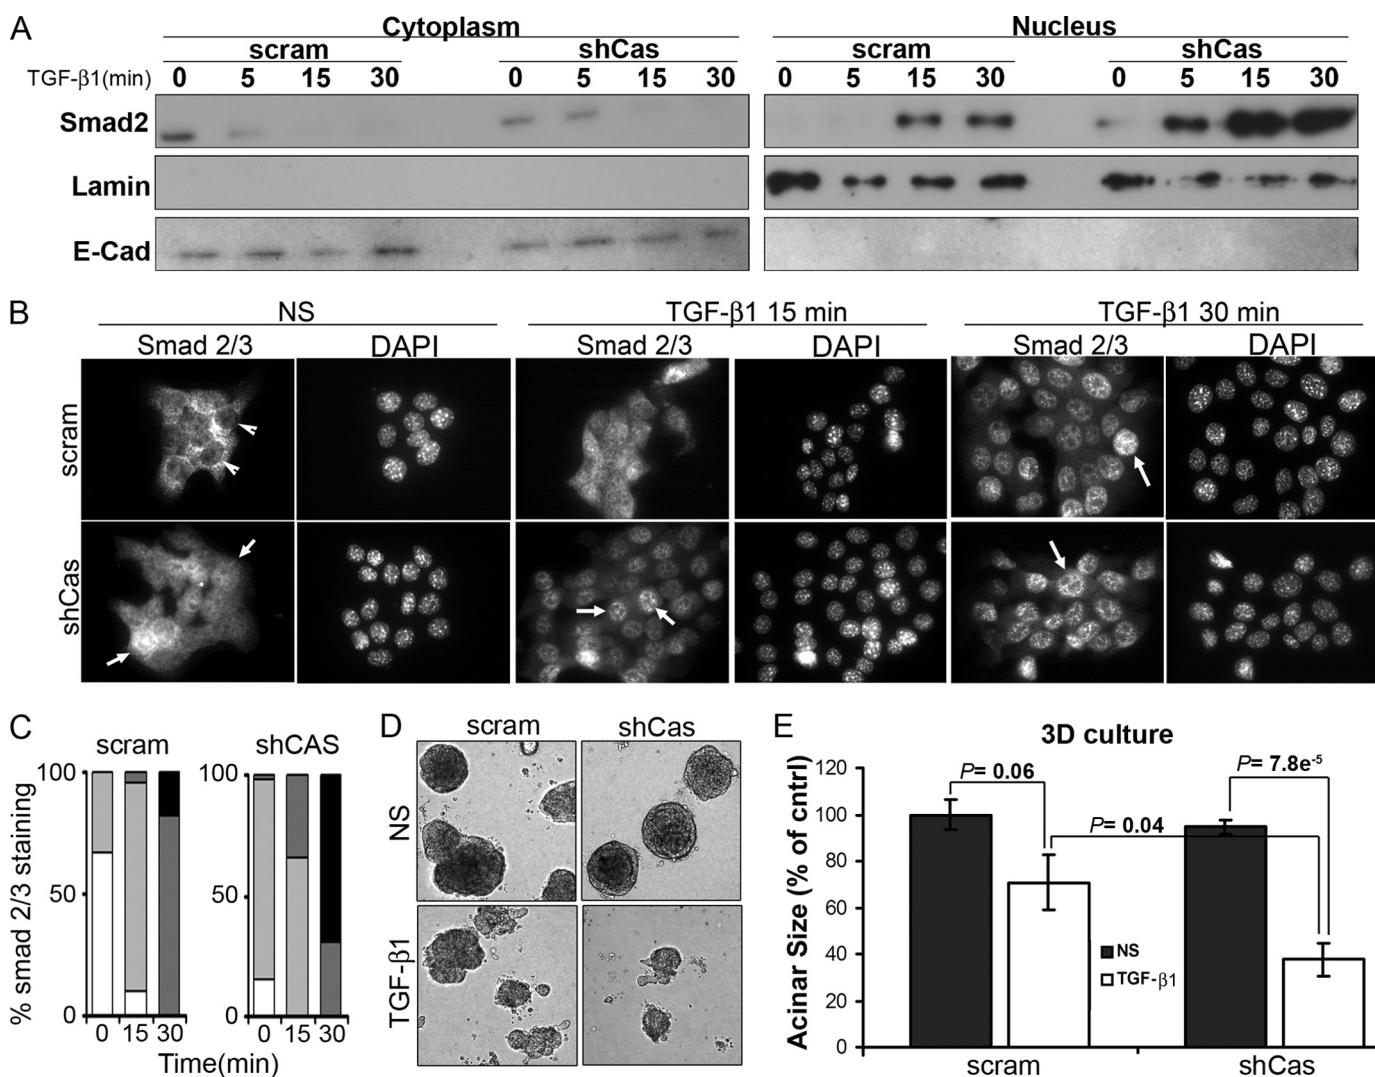 A
Cytoplasm Nucleus
scram shCas scram shCas
TGF-β1(min) 0 5 15 30 0 5 15 30 0 5 15 30 0 5 15 30
Smad2
Lamin
E-Cad
B
NS TGF-β1 15 min TGF-β1 30 min
Smad 2/3 DAPI Smad 2/3 DAPI Smad 2/3 DAPI
scram
shCas
C
scram shCAS
% smad 2/3 staining
100 100
50 50
0 0
0 15 30 0 15 30
Time(min)
D
scram shCas
NS
TGF-β1
E
3D culture
Acinar Size (% of cntrl)
120
100
80
60
40
20
0
P= 0.06
P= 0.04
P= 7.8e-5
NS
TGF-β1
scram shCas